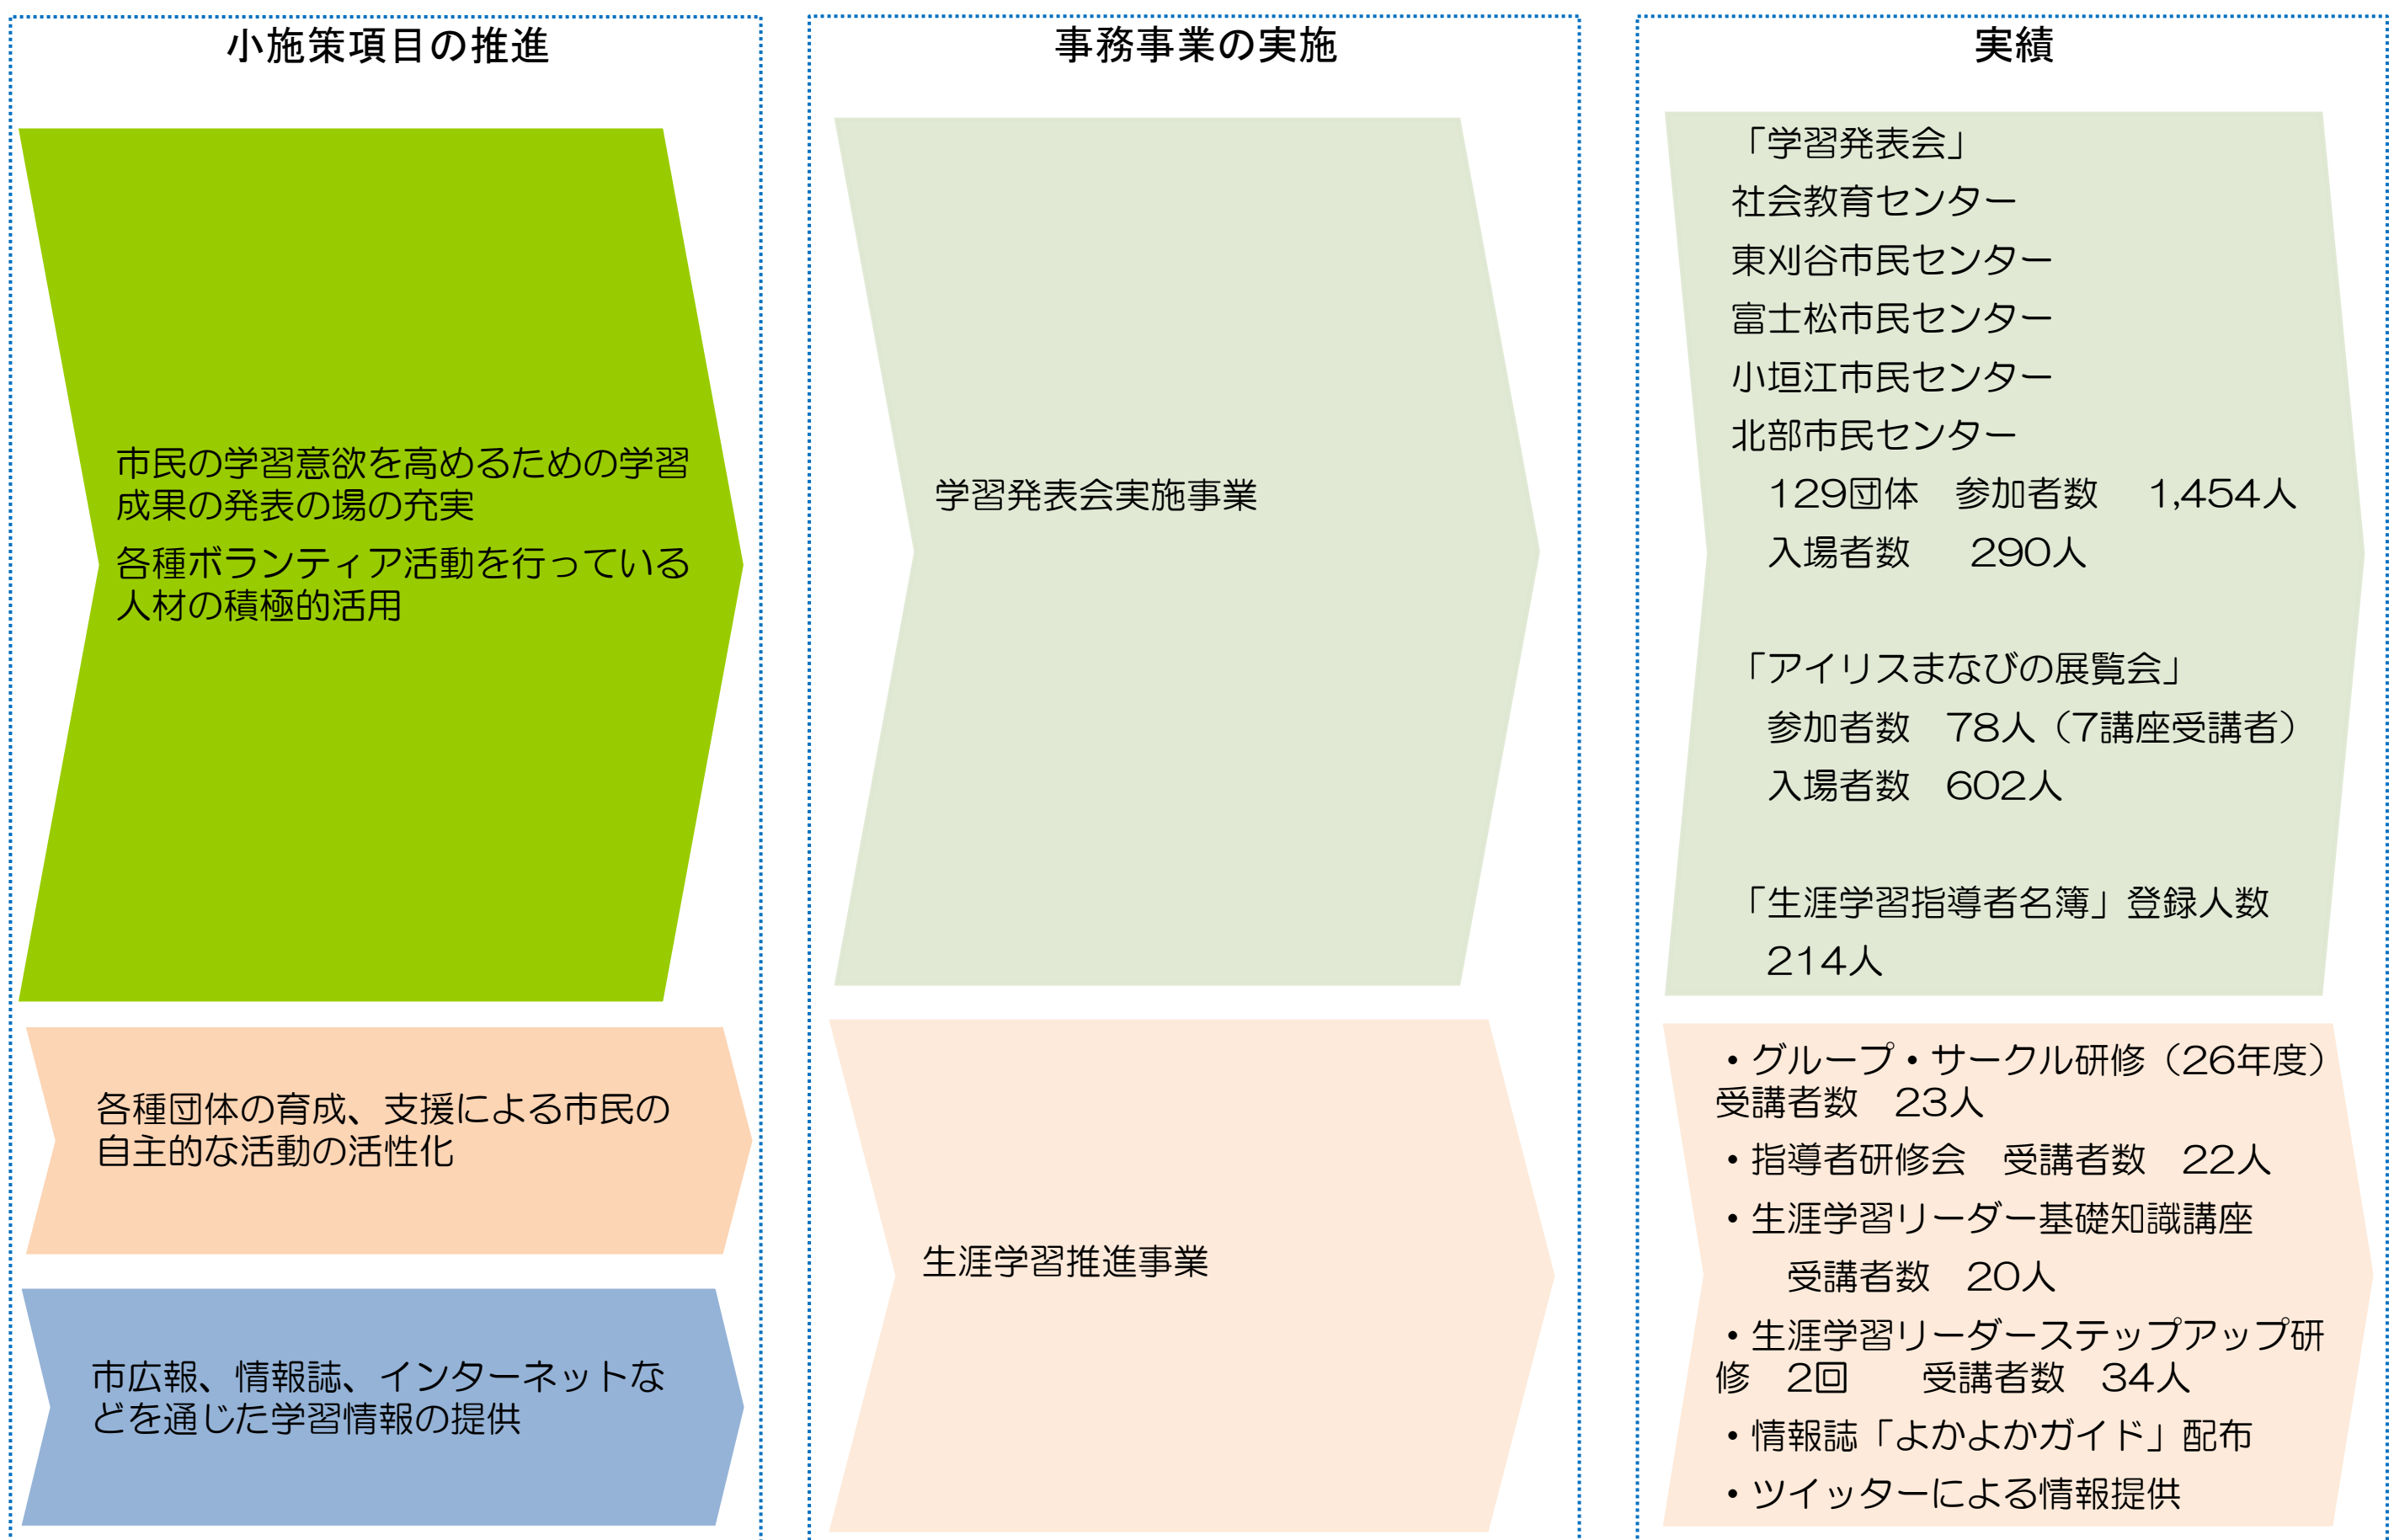 小施策項目の推進
市民の学習意欲を高めるための学習
成果の発表の場の充実
各種ボランティア活動を行っている
人材の積極的活用
各種団体の育成、支援による市民の
自主的な活動の活性化
市広報、情報誌、インターネットな
どを通じた学習情報の提供
事務事業の実施
学習発表会実施事業
生涯学習推進事業
実績
「学習発表会」
社会教育センター
東刈谷市民センター
富士松市民センター
小垣江市民センター
北部市民センター
129団体　参加者数　1,454人
入場者数　290人
「アイリスまなびの展覧会」
参加者数　78人（7講座受講者）
入場者数　602人
「生涯学習指導者名簿」登録人数
214人
・グループ・サークル研修（26年度）
受講者数　23人
・指導者研修会　受講者数　22人
・生涯学習リーダー基礎知識講座
受講者数　20人
・生涯学習リーダーステップアップ研
修　2回　　受講者数　34人
・情報誌「よかよかガイド」配布
・ツイッターによる情報提供